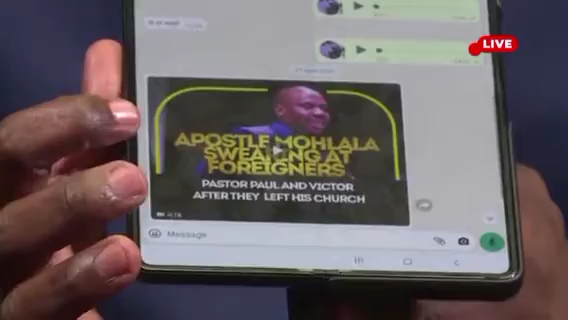 LIVE
APOSTLE MOHLALA
SWEARING AT
FOREIGNERS
PASTOR PAUL AND VICTOR
AFTER THEY LEFT HIS CHURCH
Message